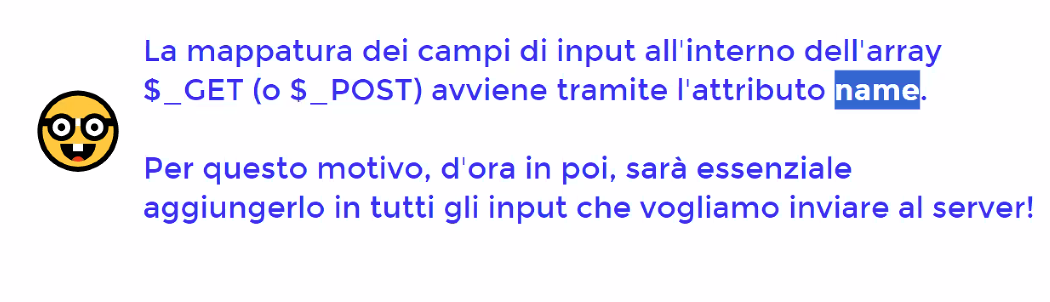 La mappatura dei campi di input all'interno dell'array
$_GET (o $_POST) avviene tramite l'attributo name.
Per questo motivo, d'ora in poi, sarà essenziale
aggiungerlo in tutti gli input che vogliamo inviare al server!